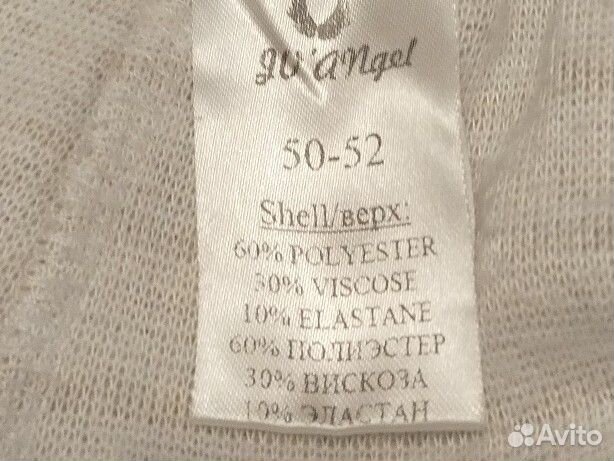 JU'ANgel
50-52
Shell/верх:
60% POLYESTER
30% VISCOSE
10% ELASTANE
60% ПОЛИЭСТЕР
30% ВИСКОЗА
10% ЭЛАСТАН
Avito